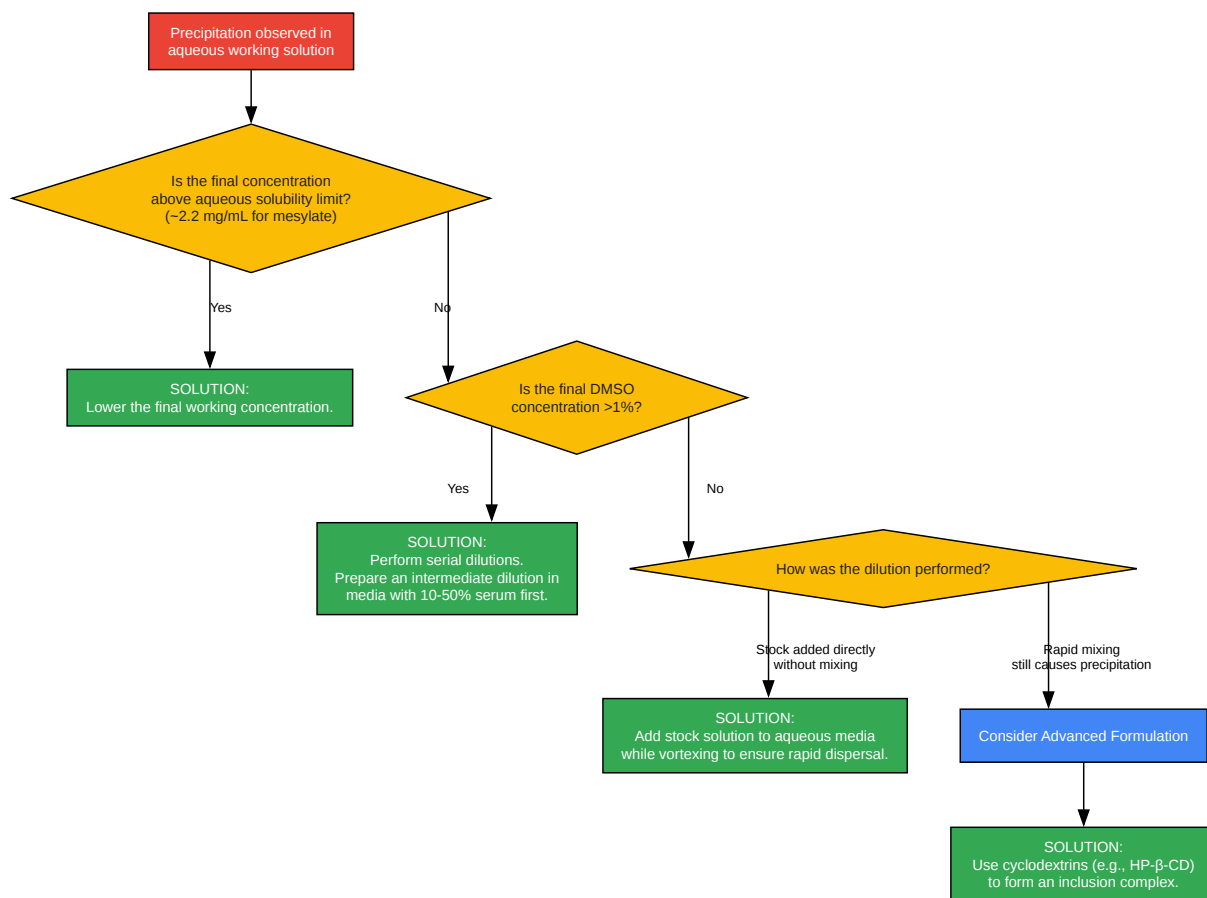 Precipitation observed in
aqueous working solution
Is the final concentration
above aqueous solubility limit?
(~2.2 mg/mL for mesylate)
Yes
No
SOLUTION:
Lower the final working concentration.
Is the final DMSO
concentration >1%?
Yes
No
SOLUTION:
Perform serial dilutions.
Prepare an intermediate dilution in
media with 10-50% serum first.
How was the dilution performed?
Stock added directly
without mixing
Rapid mixing
still causes precipitation
SOLUTION:
Add stock solution to aqueous media
while vortexing to ensure rapid dispersal.
Consider Advanced Formulation
SOLUTION:
Use cyclodextrins (e.g., HP-β-CD)
to form an inclusion complex.